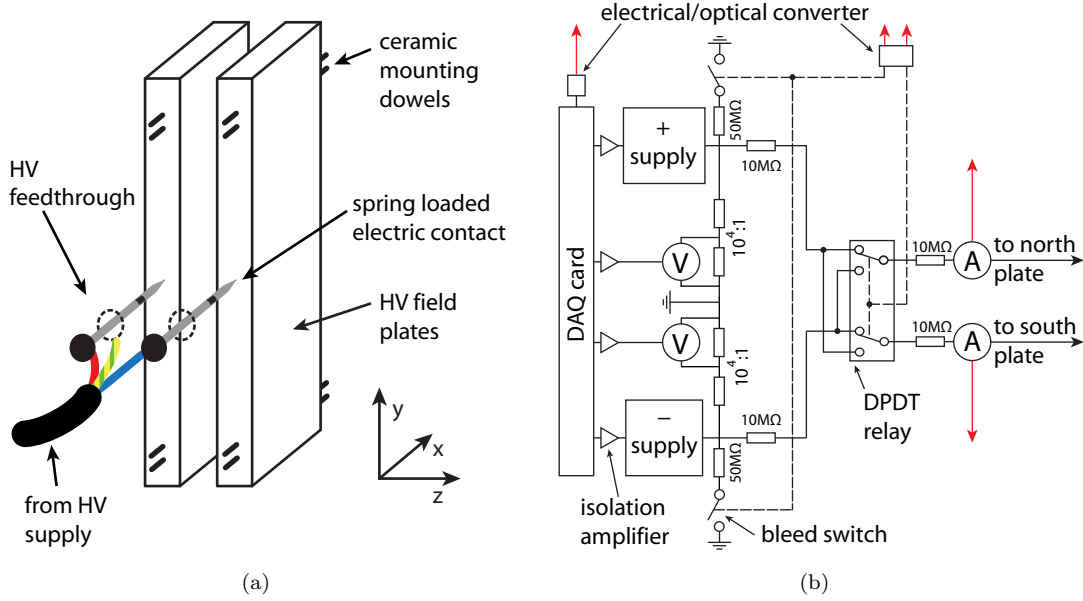 ceramic
mounting
dowels
HV
feedthrough
spring loaded
electric contact
HV field
plates
from HV
supply
y
x
z
(a)
electrical/optical converter
DAQ card
+
supply
50MΩ
10MΩ
10⁴:1
V
V
10⁴:1
−
supply
10MΩ
50MΩ
10MΩ
A
to north
plate
10MΩ
A
to south
plate
DPDT
relay
isolation
amplifier
bleed switch
(b)